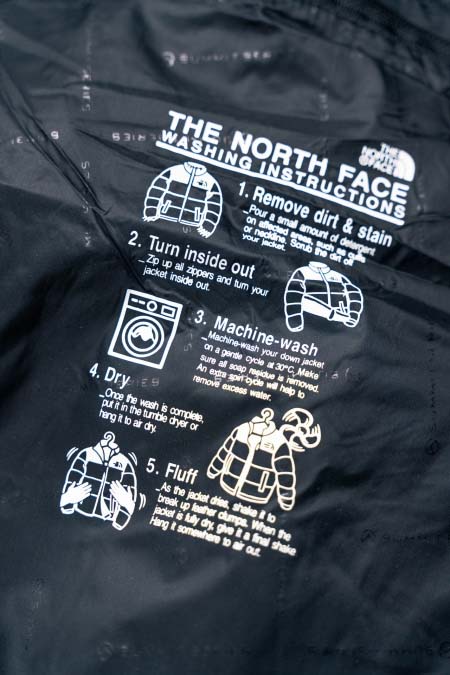 THE NORTH FACE
WASHING INSTRUCTIONS
THE
NORTH
FACE
1. Remove dirt & stain
_Pour a small amount of detergent
on affected areas, such as cuffs
or neckline. Scrub the dirt off
your jacket.
2. Turn inside out
_Zip up all zippers and turn your
jacket inside out.
3. Machine-wash
_Machine-wash your down jacket
on a gentle cycle at 30°C. Make
sure all soap residue is removed.
An extra spin cycle will help to
remove excess water.
4. Dry
_Once the wash is complete,
put it in the tumble dryer or
hang it to air dry.
5. Fluff
_As the jacket dries, shake it to
break up feather clumps. When the
jacket is fully dry, give it a final shake.
Hang it somewhere to air out.